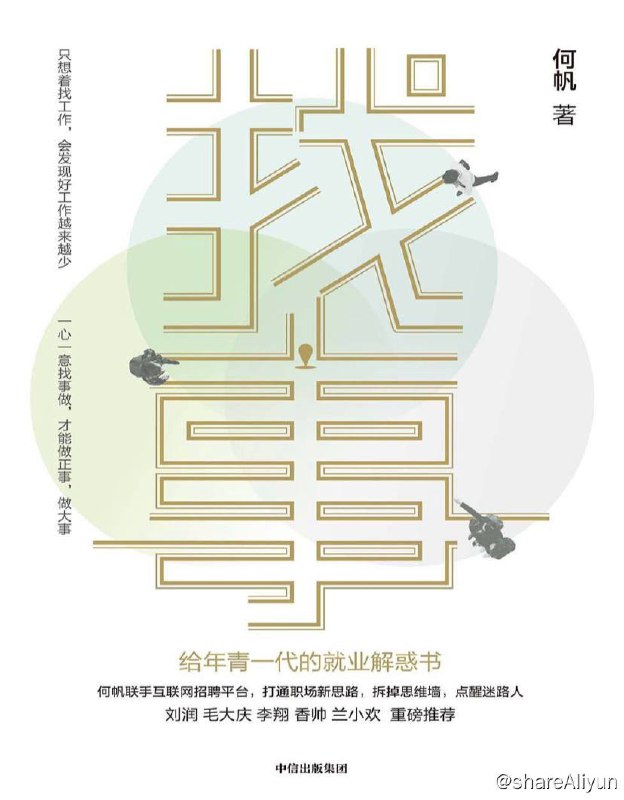 何帆 著
只想着找工作，会发现好工作越来越少
一心一意找事做，才能做正事，做大事
找事
给年青一代的就业解惑书
何帆联手互联网招聘平台，打通职场新思路，拆掉思维墙，点醒迷路人
刘润 毛大庆 李翔 香帅 兰小欢 重磅推荐
中信出版集团
@shareAliyun